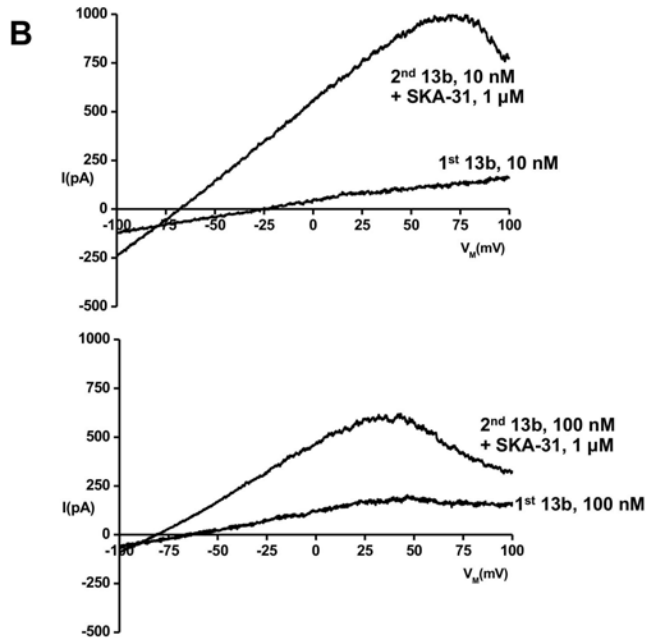 B
1000
750
500
250
0
-250
-500
I(pA)
2nd 13b, 10 nM
+ SKA-31, 1 µM
1st 13b, 10 nM
-100 -75 -50 -25 0 25 50 75 100
VM(mV)
1000
750
500
250
0
-250
-500
I(pA)
2nd 13b, 100 nM
+ SKA-31, 1 µM
1st 13b, 100 nM
-100 -75 -50 -25 0 25 50 75 100
VM(mV)